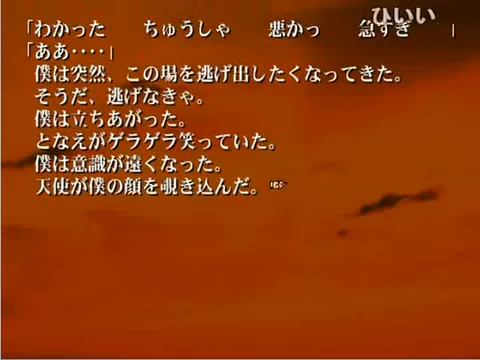 ひいい
「わかった　　ちゅうしゃ　　悪かっ　　急すぎ　　」
「ああ････」
僕は突然、この場を逃げ出したくなってきた。
そうだ、逃げなきゃ。
僕は立ちあがった。
となえがゲラゲラ笑っていた。
僕は意識が遠くなった。
天使が僕の顔を覗き込んだ。